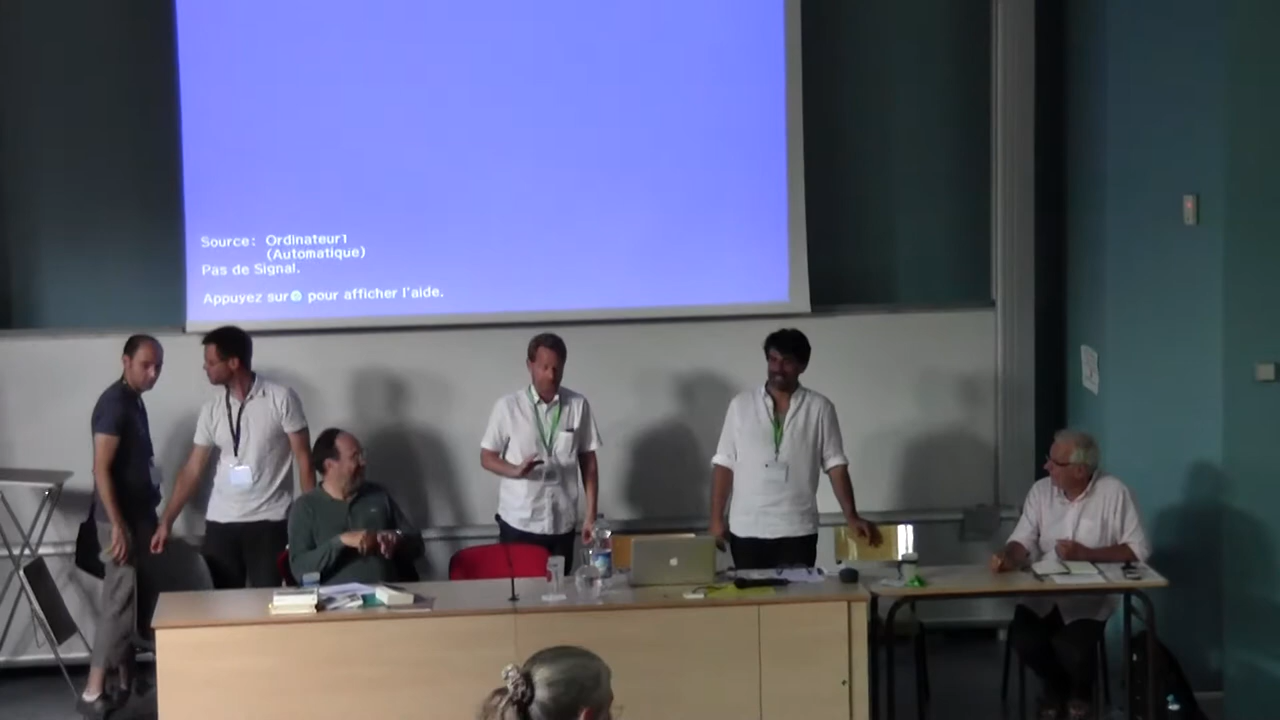 Source: Ordinateur1
(Automatique)
Pas de Signal.
Appuyez sur pour afficher l'aide.